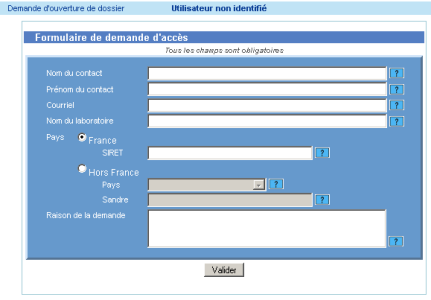 Demande d'ouverture de dossier Utilisateur non identifié
Formulaire de demande d'accès
Tous les champs sont obligatoires
Nom du contact ?
Prénom du contact ?
Courriel ?
Nom du laboratoire ?
Pays France
SIRET ?
Hors France
Pays ?
Sandre ?
Raison de la demande ?
Valider